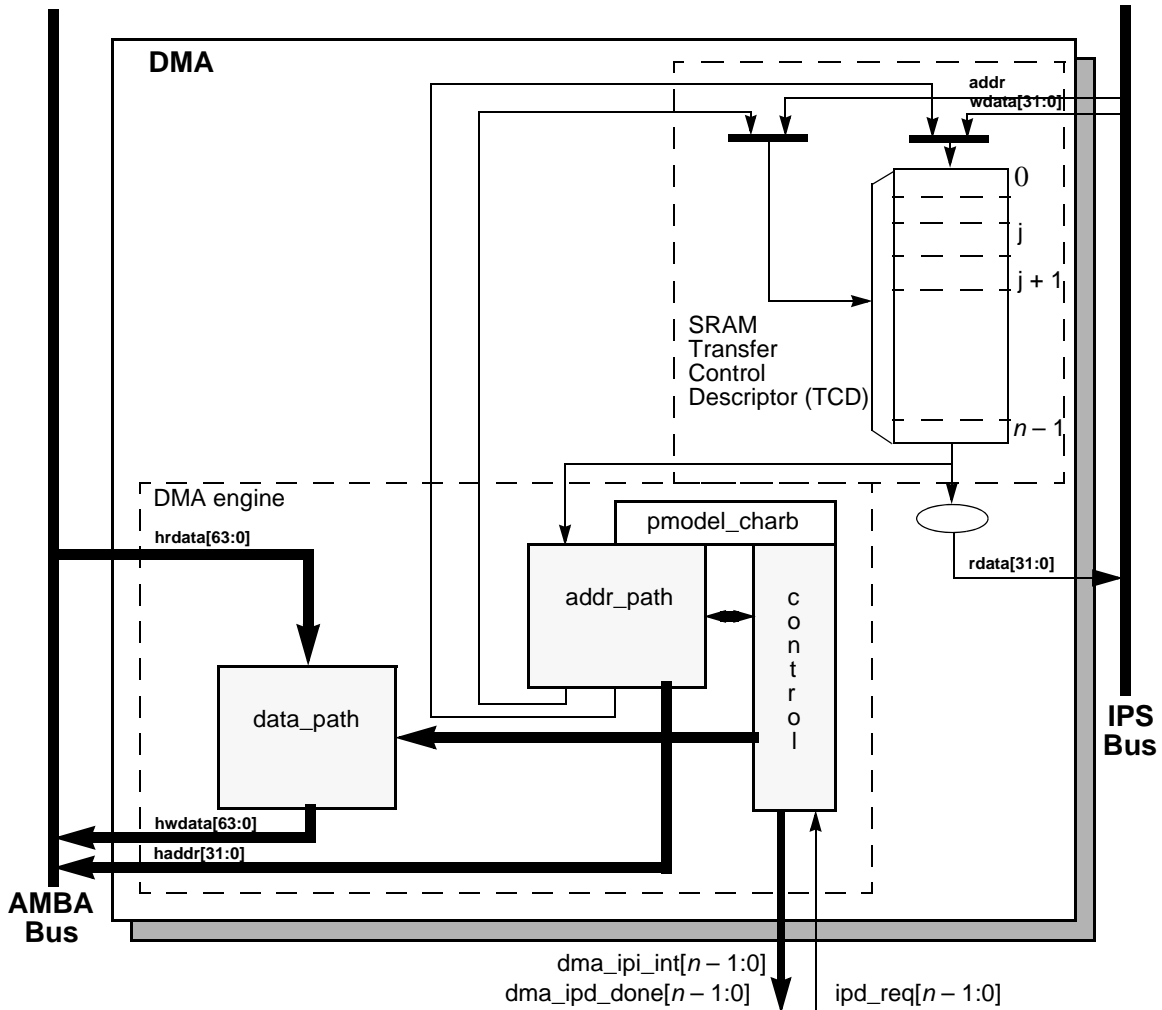 DMA
addr
wdata[31:0]
0
j
j + 1
SRAM
Transfer
Control
Descriptor (TCD)
n – 1
DMA engine
pmodel_charb
hrdata[63:0]
rdata[31:0]
addr_path
control
data_path
IPS
Bus
hwdata[63:0]
haddr[31:0]
AMBA
Bus
dma_ipi_int[n – 1:0]
dma_ipd_done[n – 1:0]
ipd_req[n – 1:0]